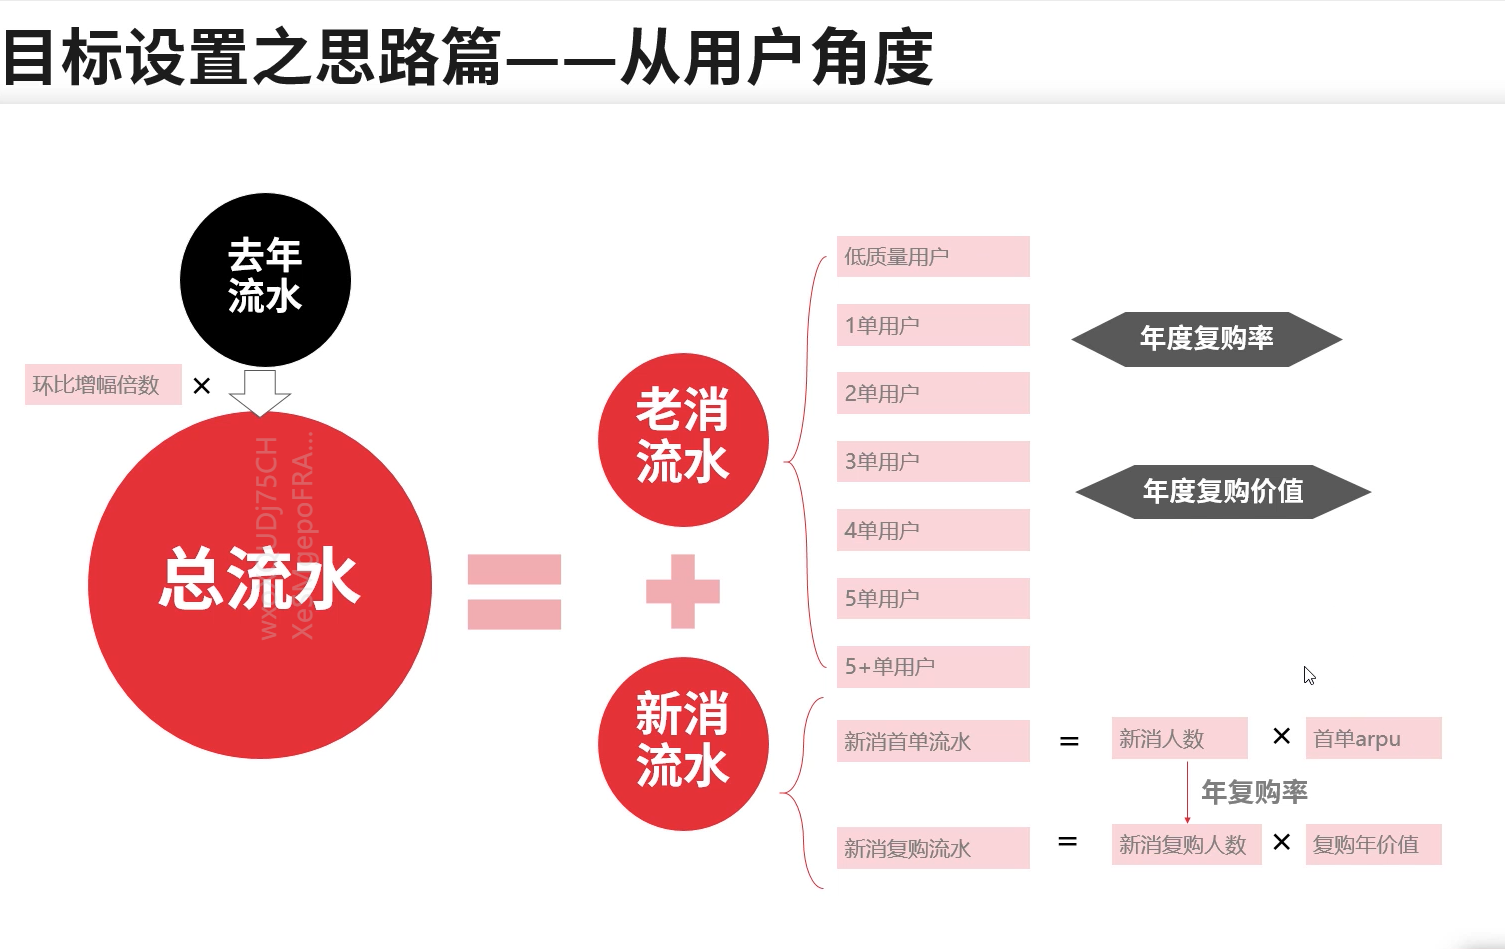 目标设置之思路篇——从用户角度
去年
流水
环比增幅倍数
×
总流水
=
老消
流水
+
新消
流水
低质量用户
1单用户
2单用户
3单用户
4单用户
5单用户
5+单用户
年度复购率
年度复购价值
新消首单流水 = 新消人数 × 首单arpu
年复购率
新消复购流水 = 新消复购人数 × 复购年价值